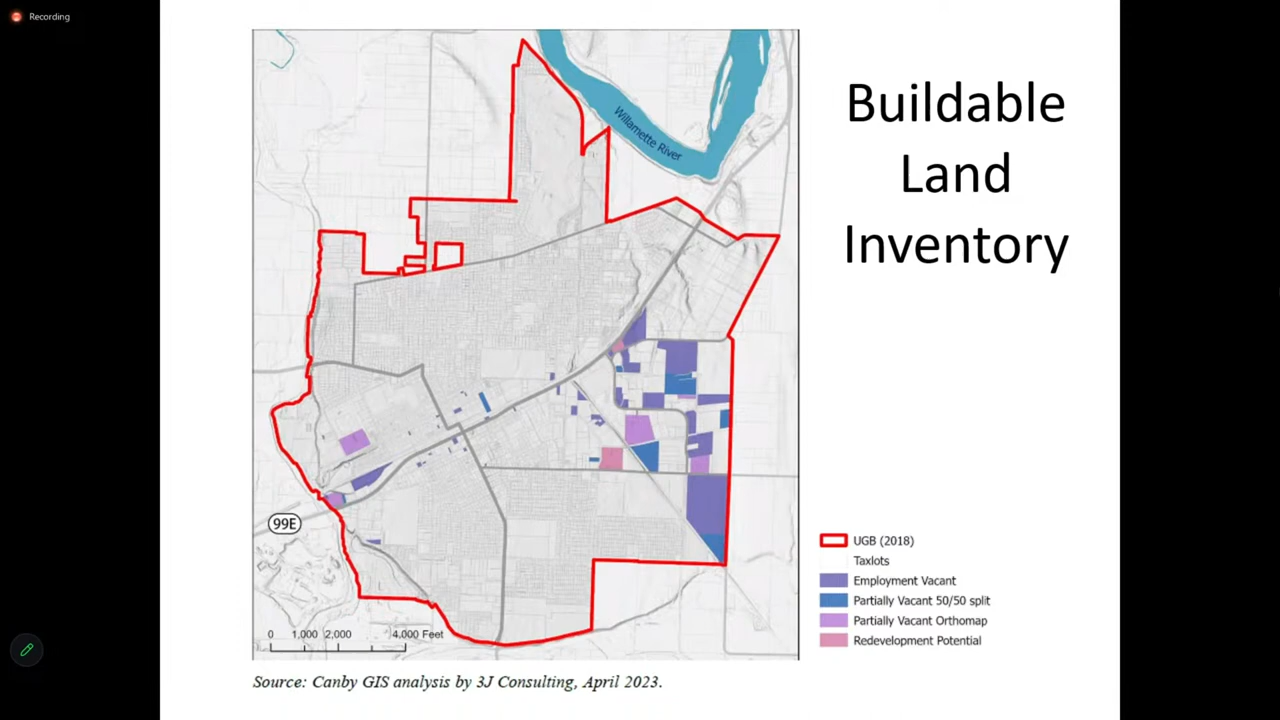 Recording
Buildable
Land
Inventory
Willamette River
99E
0 1,000 2,000 4,000 Feet
UGB (2018)
Taxlots
Employment Vacant
Partially Vacant 50/50 split
Partially Vacant Orthomap
Redevelopment Potential
Source: Canby GIS analysis by 3J Consulting, April 2023.